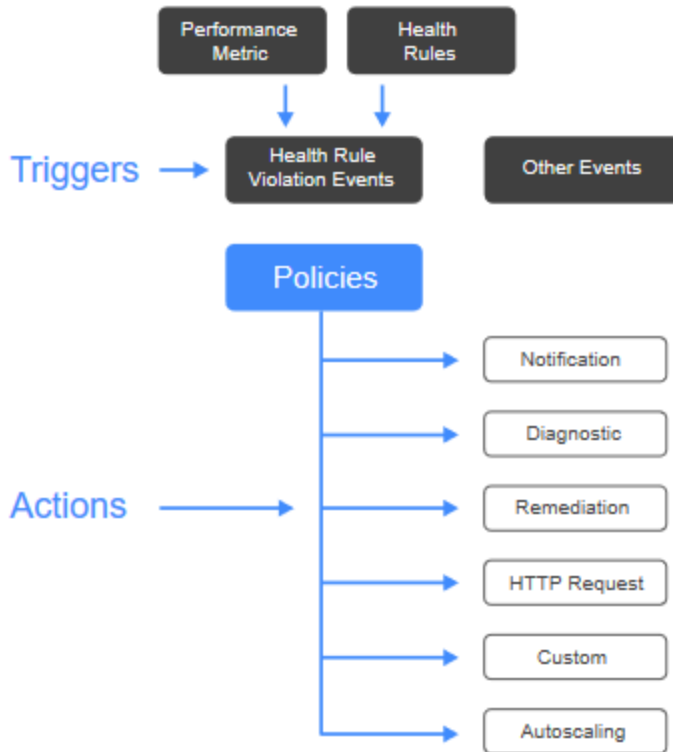 Performance
Metric
Health
Rules
Triggers
Health Rule
Violation Events
Other Events
Policies
Notification
Diagnostic
Actions
Remediation
HTTP Request
Custom
Autoscaling